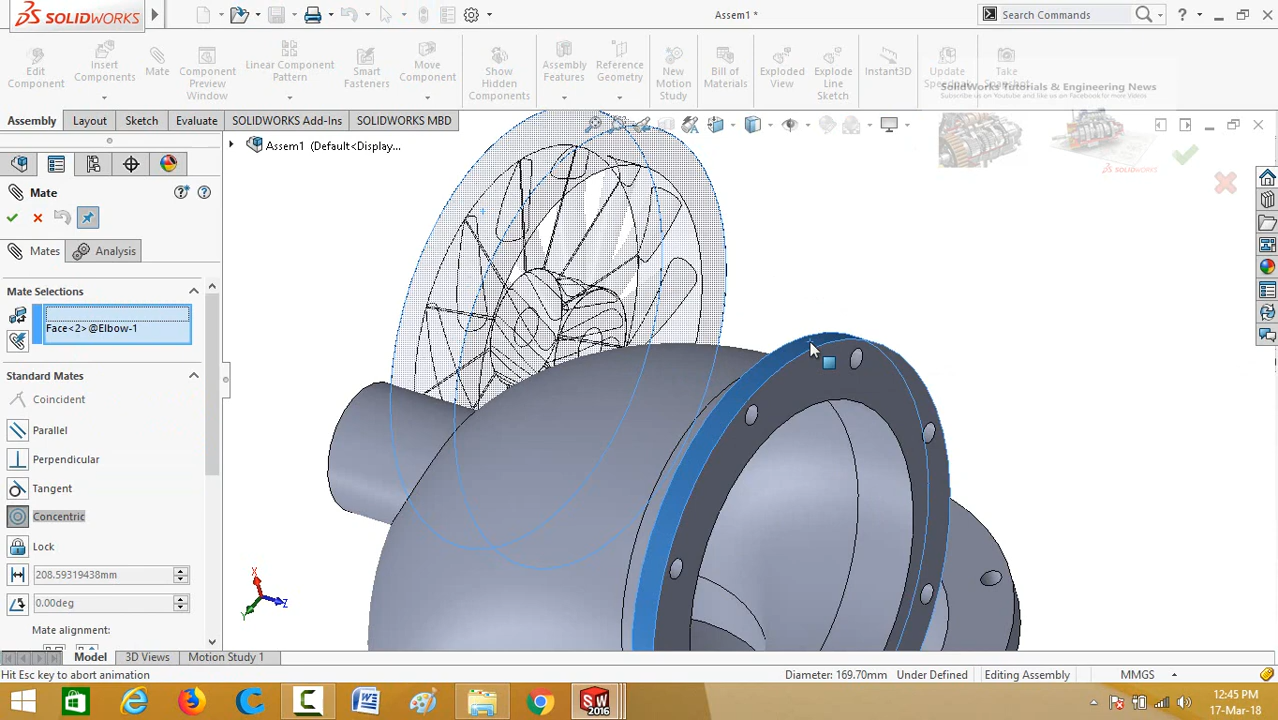 SOLIDWORKS
Assem1 *
Search Commands
Edit Component
Insert Components
Mate
Component Preview Window
Linear Component Pattern
Smart Fasteners
Move Component
Show Hidden Components
Assembly Features
Reference Geometry
New Motion Study
Bill of Materials
Exploded View
Explode Line Sketch
Instant3D
Update
Take
SolidWorks Tutorials & Engineering News
Subscribe us on Youtube and like us on Facebook for more Videos
Assembly
Layout
Sketch
Evaluate
SOLIDWORKS Add-Ins
SOLIDWORKS MBD
Assem1 (Default<Display...
Mate
Mates
Analysis
Mate Selections
Face<2>@Elbow-1
Standard Mates
Coincident
Parallel
Perpendicular
Tangent
Concentric
Lock
208.59319438mm
0.00deg
Mate alignment:
X
Z
Y
Model
3D Views
Motion Study 1
Hit Esc key to abort animation
Diameter: 169.70mm
Under Defined
Editing Assembly
MMGS
SW
2016
12:45 PM
17-Mar-18